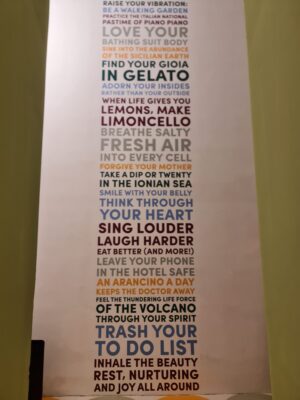 RAISE YOUR VIBRATION:
BE A WALKING GARDEN
PRACTICE THE ITALIAN NATIONAL
PASTIME OF PIANO PIANO
LOVE YOUR
BATHING SUIT BODY
SINK INTO THE ABUNDANCE
OF THE SICILIAN EARTH
FIND YOUR GIOIA
IN GELATO
ADORN YOUR INSIDES
RATHER THAN YOUR OUTSIDE
WHEN LIFE GIVES YOU
LEMONS, MAKE
LIMONCELLO
BREATHE SALTY
FRESH AIR
INTO EVERY CELL
FORGIVE YOUR MOTHER
TAKE A DIP OR TWENTY
IN THE IONIAN SEA
SMILE WITH YOUR BELLY
THINK THROUGH
YOUR HEART
SING LOUDER
LAUGH HARDER
EAT BETTER (AND MORE!)
LEAVE YOUR PHONE
IN THE HOTEL SAFE
AN ARANCINO A DAY
KEEPS THE DOCTOR AWAY
FEEL THE THUNDERING LIFE FORCE
OF THE VOLCANO
THROUGH YOUR SPIRIT
TRASH YOUR
TO DO LIST
INHALE THE BEAUTY
REST, NURTURING
AND JOY ALL AROUND